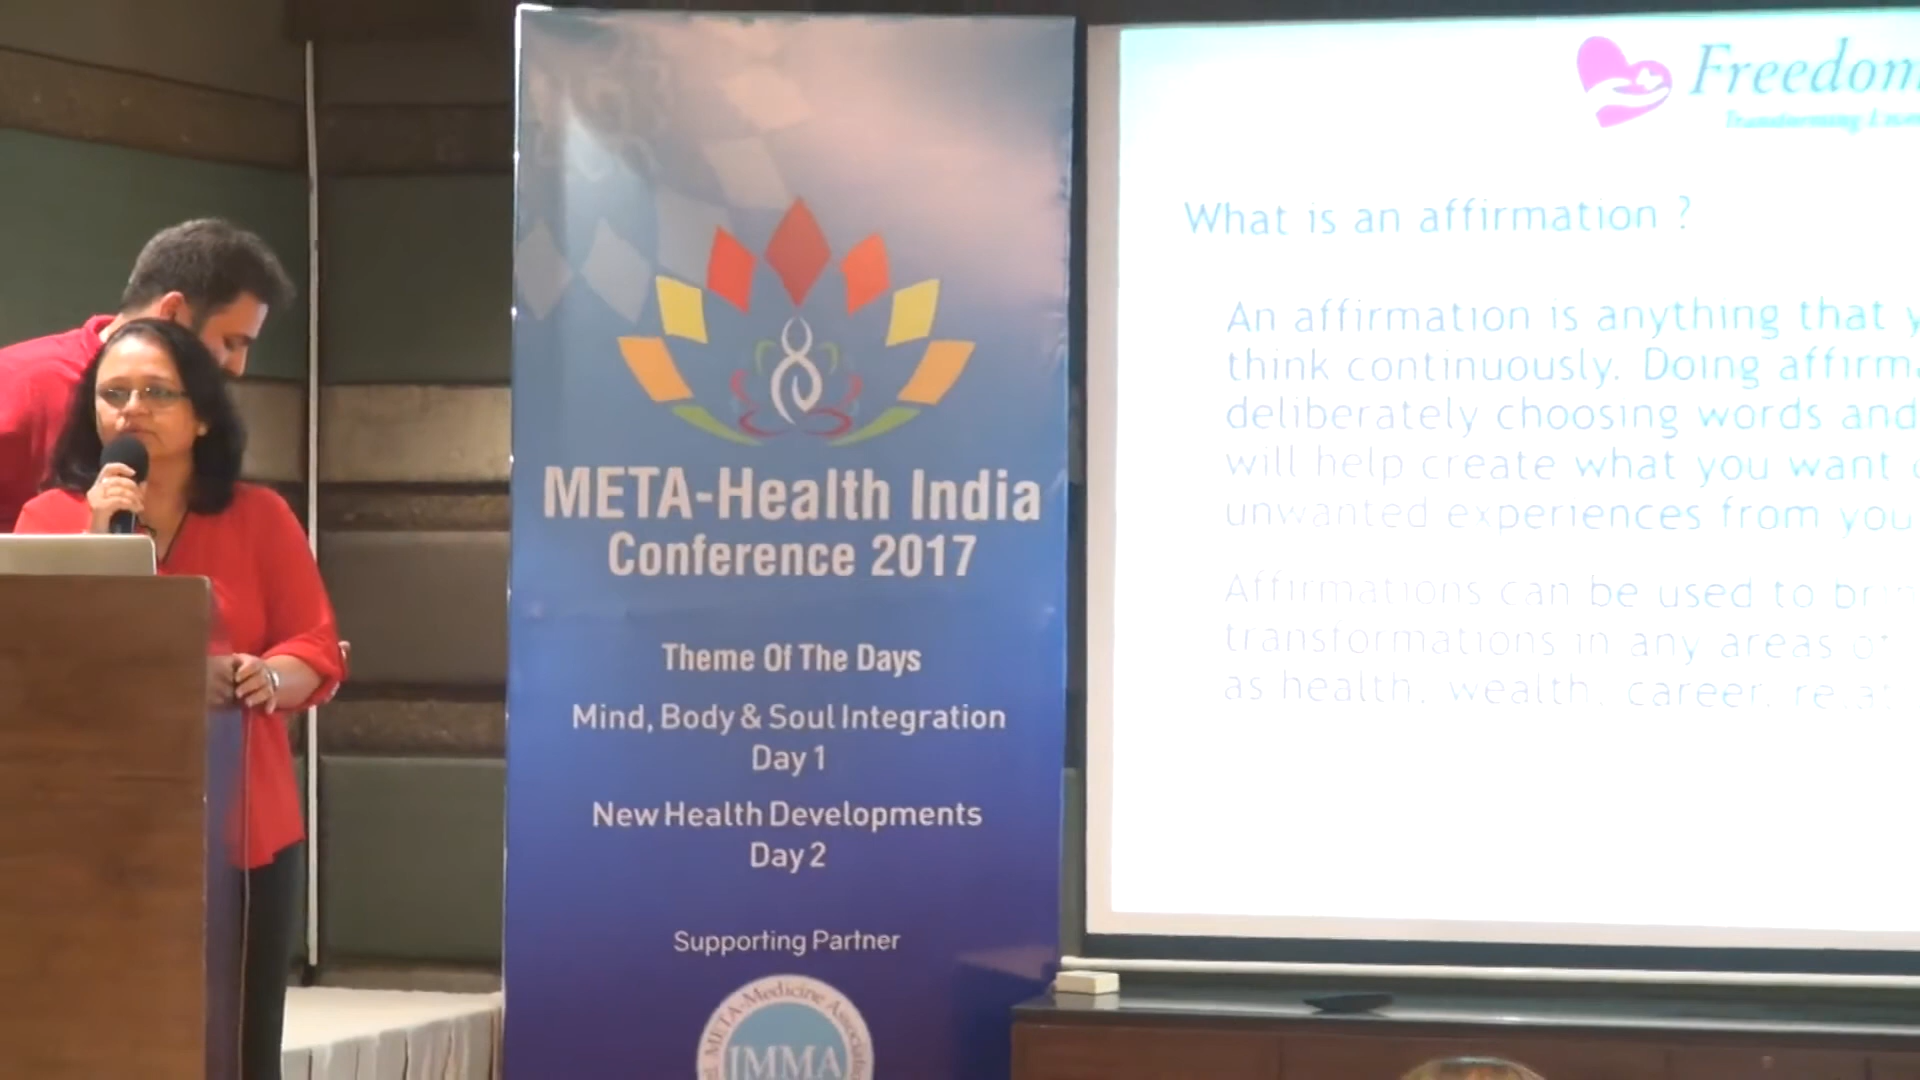 META-Health India
Conference 2017
Theme Of The Days
Mind, Body & Soul Integration
Day 1
New Health Developments
Day 2
Supporting Partner
META-Medicine
IMMA
Freedom
Transforming
What is an affirmation ?
An affirmation is anything that
think continuously. Doing
deliberately choosing words and
will help create what you want
unwanted experiences from you
Affirmations can be used to
transformations in any areas
as health, wealth, career,